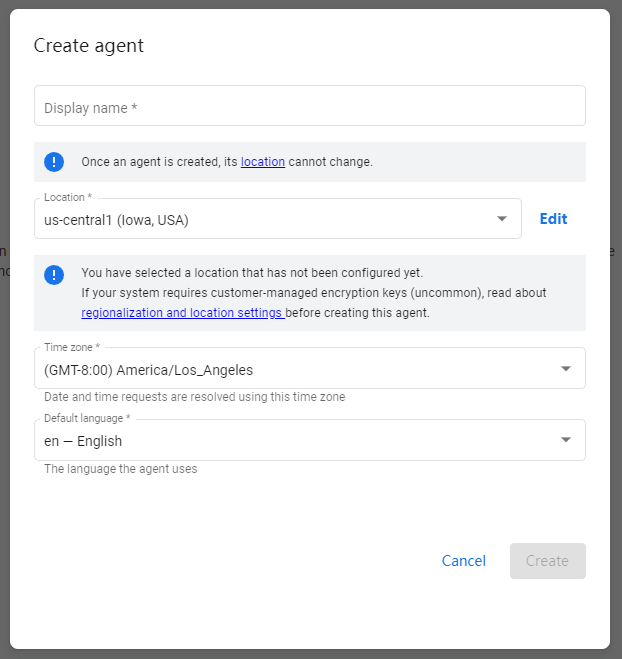 Create agent
Display name *
Once an agent is created, its location cannot change.
Location *
us-central1 (Iowa, USA)
Edit
You have selected a location that has not been configured yet.
If your system requires customer-managed encryption keys (uncommon), read about
regionalization and location settings before creating this agent.
Time zone *
(GMT-8:00) America/Los_Angeles
Date and time requests are resolved using this time zone
Default language *
en — English
The language the agent uses
Cancel
Create